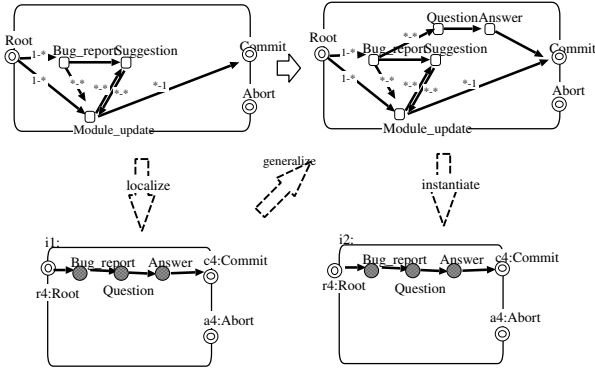 Root
1-*
Bug_report
Suggestion
Commit
1-*
*-*
*-*
*-*
*-1
Abort
Module_update
Root
1-*
Bug_report
*-*
Question
Answer
Suggestion
Commit
1-*
*-*
*-*
*-*
*-1
Abort
Module_update
localize
generalize
instantiate
i1:
Bug_report
Answer
c4:Commit
r4:Root
Question
a4:Abort
i2:
Bug_report
Answer
c4:Commit
r4:Root
Question
a4:Abort